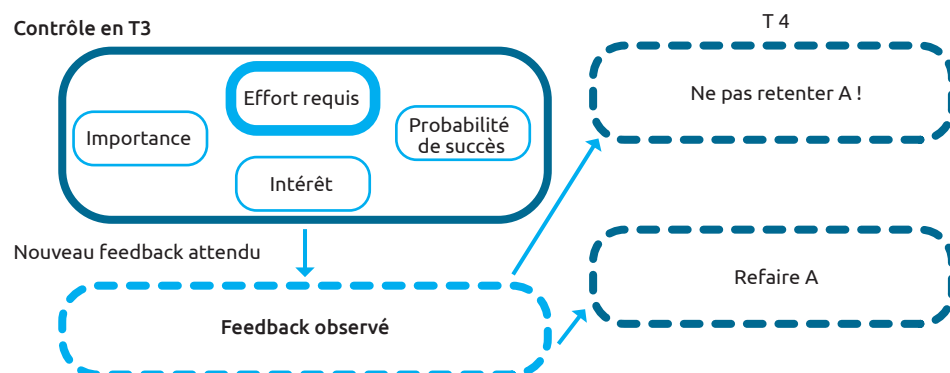 Contrôle en T3
T 4
Effort requis
Importance
Probabilité
de succès
Intérêt
Ne pas retenter A !
Nouveau feedback attendu
Feedback observé
Refaire A